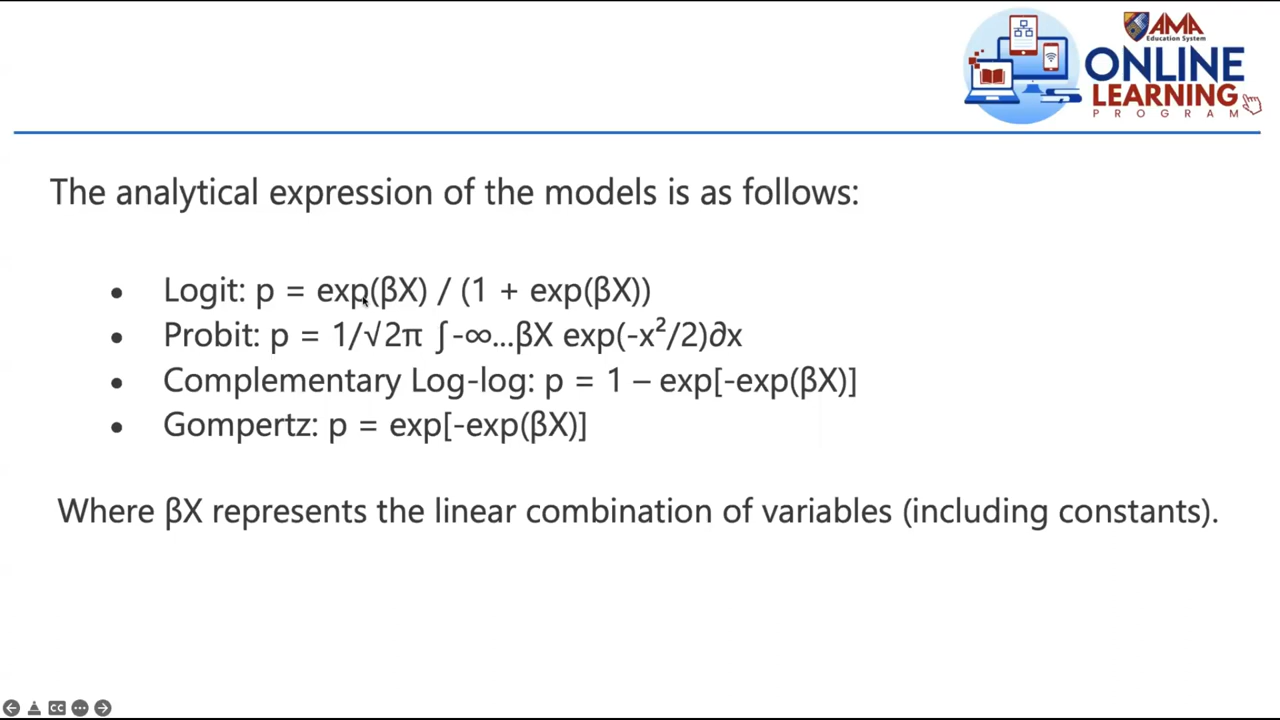 AMA
Education System
ONLINE
LEARNING
PROGRAM
The analytical expression of the models is as follows:
• Logit: p = exp(βX) / (1 + exp(βX))
• Probit: p = 1/√2π ∫-∞...βX exp(-x²/2)∂x
• Complementary Log-log: p = 1 – exp[-exp(βX)]
• Gompertz: p = exp[-exp(βX)]
Where βX represents the linear combination of variables (including constants).
CC